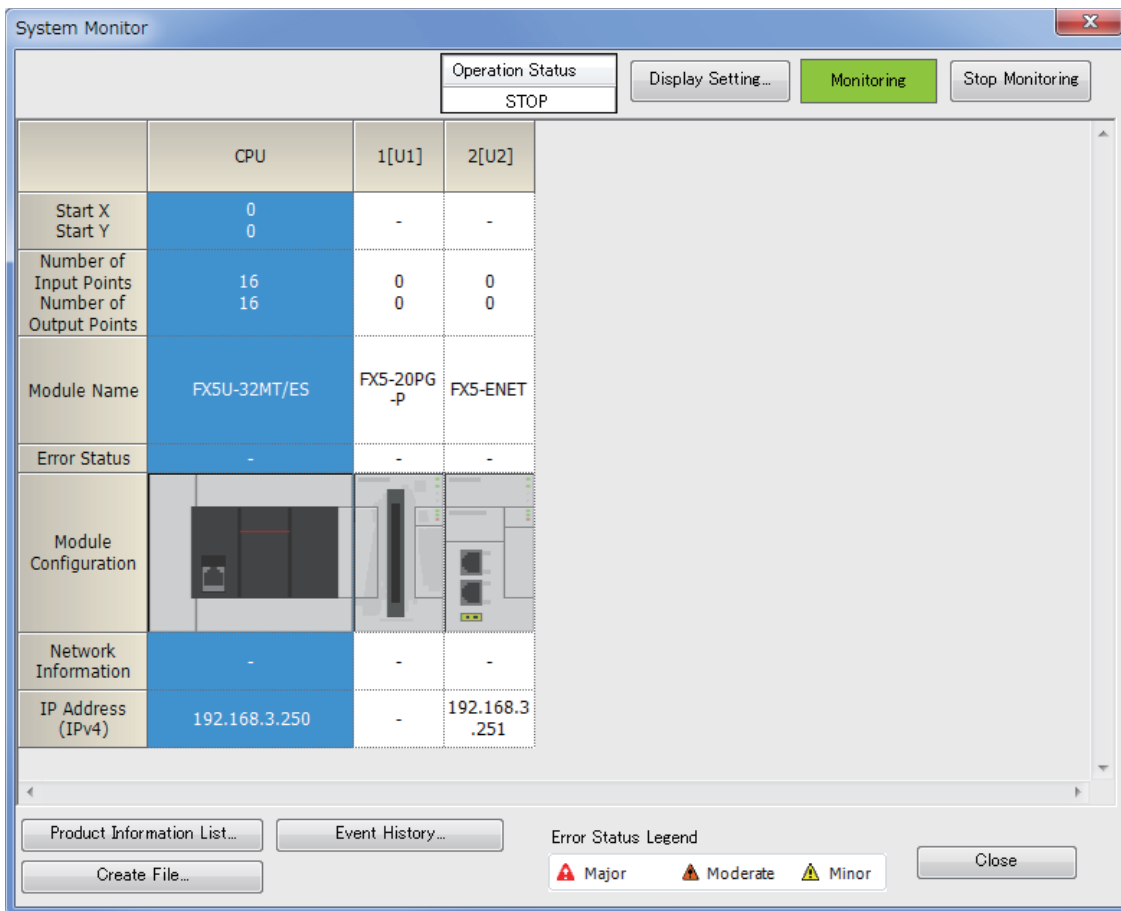 System Monitor
Operation Status
STOP
Display Setting...
Monitoring
Stop Monitoring
CPU
1[U1]
2[U2]
Start X
Start Y
0
0
-
-
Number of
Input Points
Number of
Output Points
16
16
0
0
0
0
Module Name
FX5U-32MT/ES
FX5-20PG
-P
FX5-ENET
Error Status
-
-
-
Module
Configuration
Network
Information
-
-
-
IP Address
(IPv4)
192.168.3.250
-
192.168.3
.251
Product Information List...
Event History...
Create File...
Error Status Legend
Major
Moderate
Minor
Close